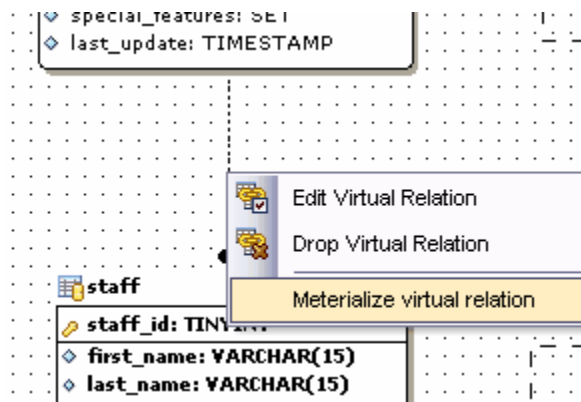 special_features: SET
last_update: TIMESTAMP
Edit Virtual Relation
Drop Virtual Relation
Meterialize virtual relation
staff
staff_id: TINYINT
first_name: VARCHAR(15)
last_name: VARCHAR(15)